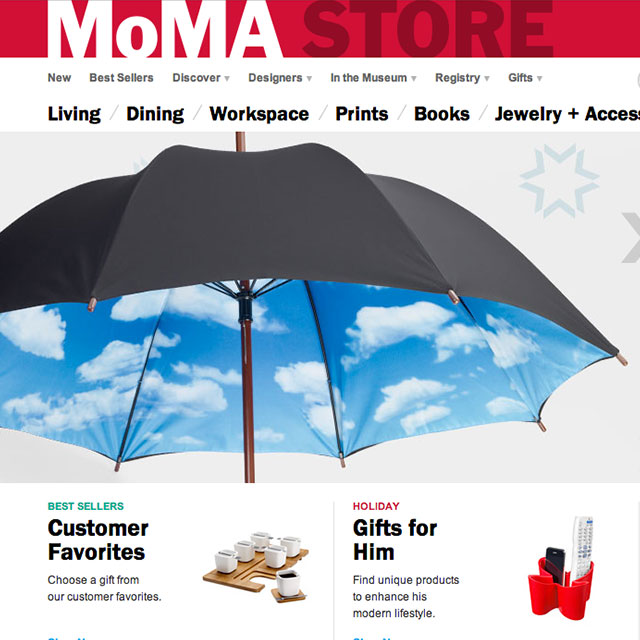 MoMA STORE
New Best Sellers Discover ▾ Designers ▾ In the Museum ▾ Registry ▾ Gifts ▾
Living / Dining / Workspace / Prints / Books / Jewelry + Access
BEST SELLERS
Customer
Favorites
Choose a gift from
our customer favorites.
HOLIDAY
Gifts for
Him
Find unique products
to enhance his
modern lifestyle.